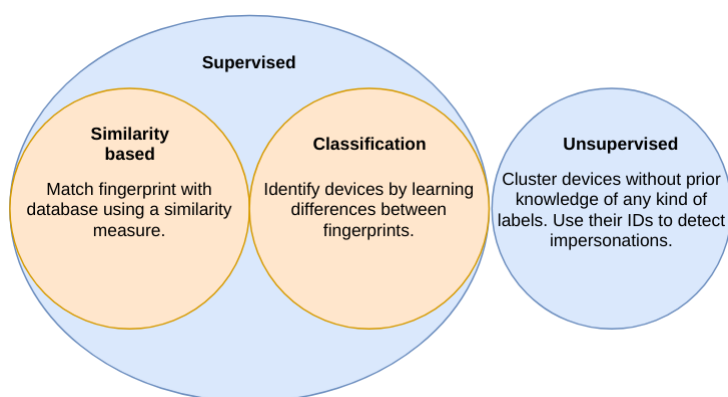 Supervised
Similarity
based
Match fingerprint with
database using a similarity
measure.
Classification
Identify devices by learning
differences between
fingerprints.
Unsupervised
Cluster devices without prior
knowledge of any kind of
labels. Use their IDs to detect
impersonations.